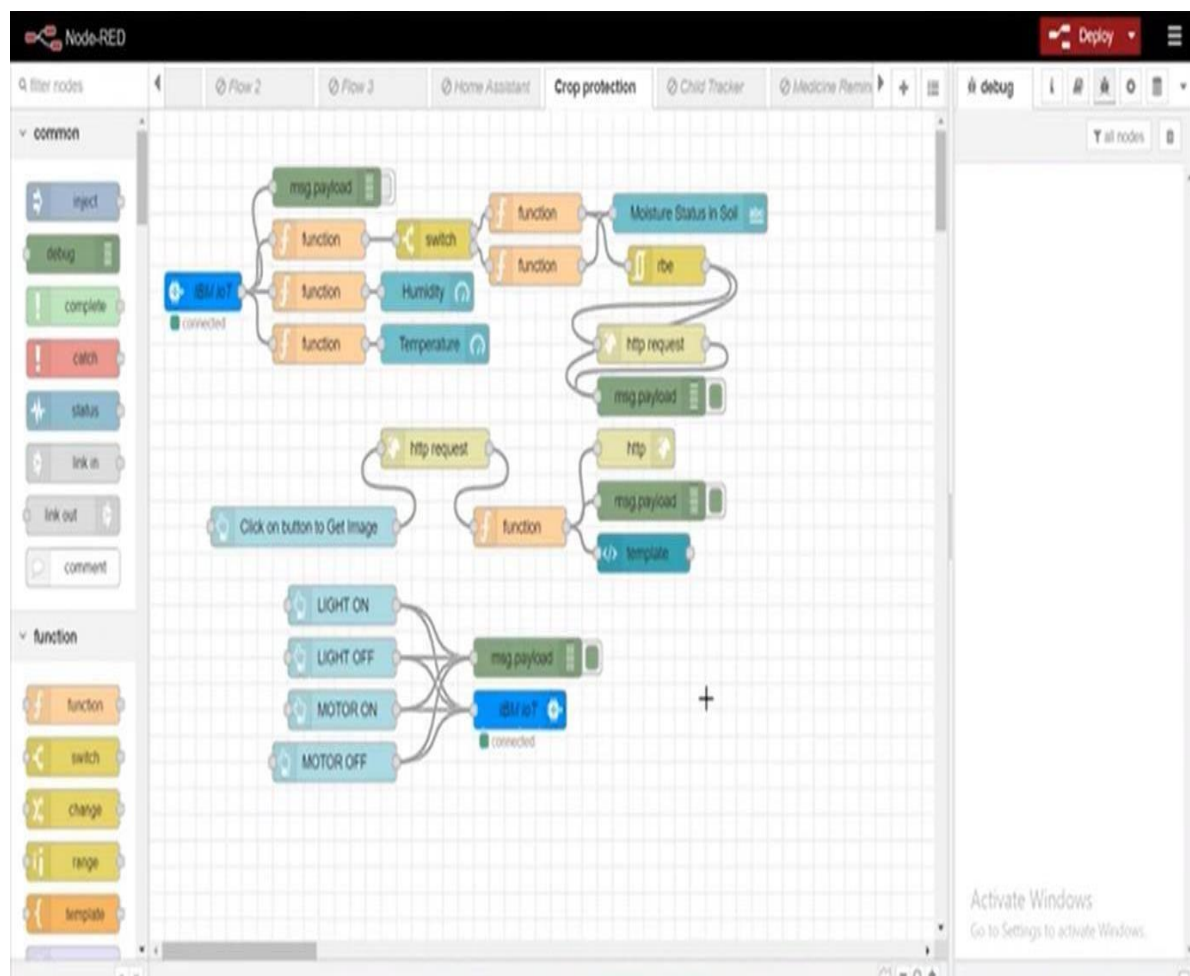 Node-RED
Deploy
filter nodes
Flow 2
Flow 3
Home Assistant
Crop protection
Child Tracker
Medicine Remin
debug
i
all nodes
common
inject
debug
complete
catch
status
link in
link out
comment
function
function
switch
change
range
template
msg.payload
function
switch
function
Moisture Status in Soil
abc
function
rbe
IBM IoT
connected
function
Humidity
function
Temperature
http request
msg.payload
http request
http
msg.payload
Click on button to Get Image
function
template
LIGHT ON
LIGHT OFF
msg.payload
MOTOR ON
IBM IoT
connected
MOTOR OFF
Activate Windows
Go to Settings to activate Windows.